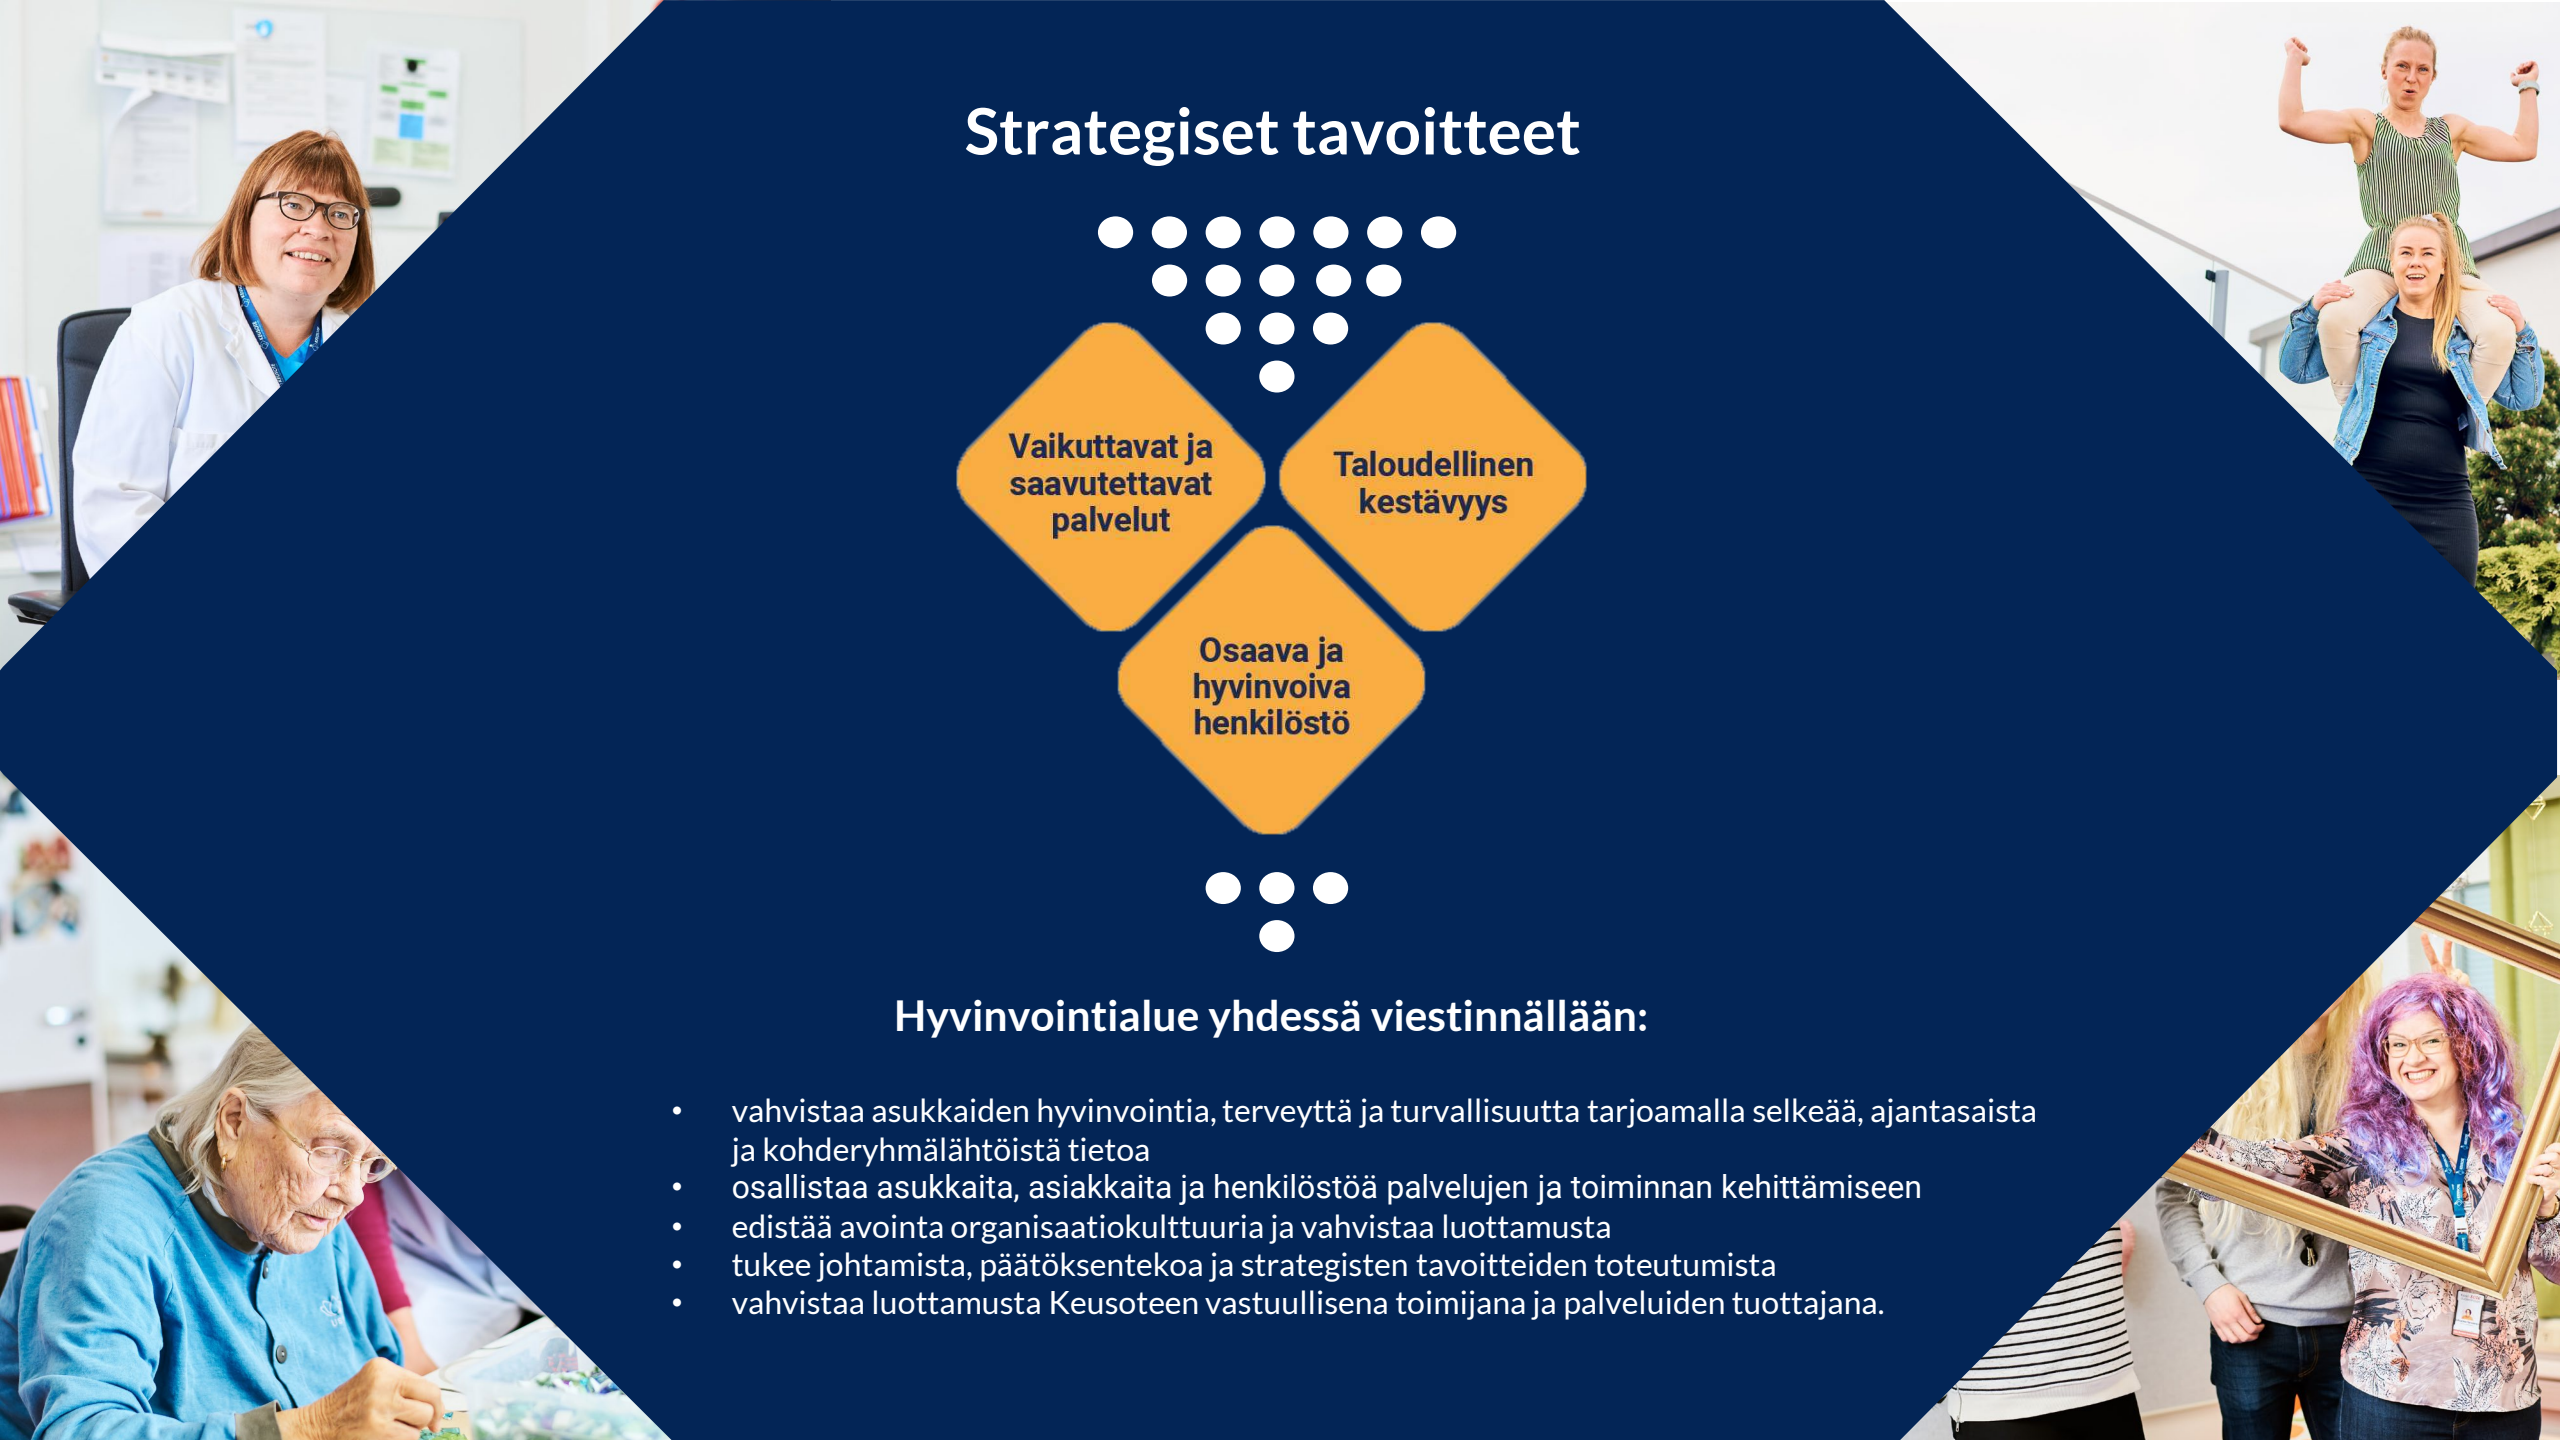 Strategiset tavoitteet
Vaikuttavat ja
saavutettavat
palvelut
Taloudellinen
kestävyys
Osaava ja
hyvinvoiva
henkilöstö
Hyvinvointialue yhdessä viestinnällään:
• vahvistaa asukkaiden hyvinvointia, terveyttä ja turvallisuutta tarjoamalla selkeää, ajantasaista
ja kohderyhmälähtöistä tietoa
• osallistaa asukkaita, asiakkaita ja henkilöstöä palvelujen ja toiminnan kehittämiseen
• edistää avointa organisaatiokulttuuria ja vahvistaa luottamusta
• tukee johtamista, päätöksentekoa ja strategisten tavoitteiden toteutumista
• vahvistaa luottamusta Keusoteen vastuullisena toimijana ja palveluiden tuottajana.